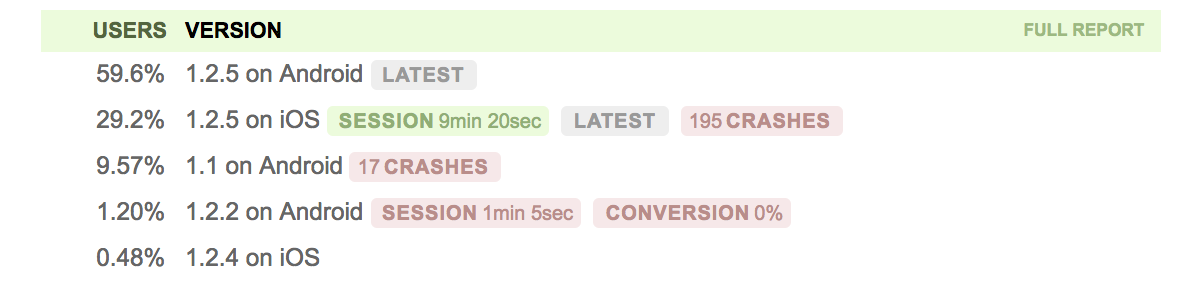 USERS VERSION FULL REPORT
59.6% 1.2.5 on Android LATEST
29.2% 1.2.5 on iOS SESSION 9min 20sec LATEST 195 CRASHES
9.57% 1.1 on Android 17 CRASHES
1.20% 1.2.2 on Android SESSION 1min 5sec CONVERSION 0%
0.48% 1.2.4 on iOS